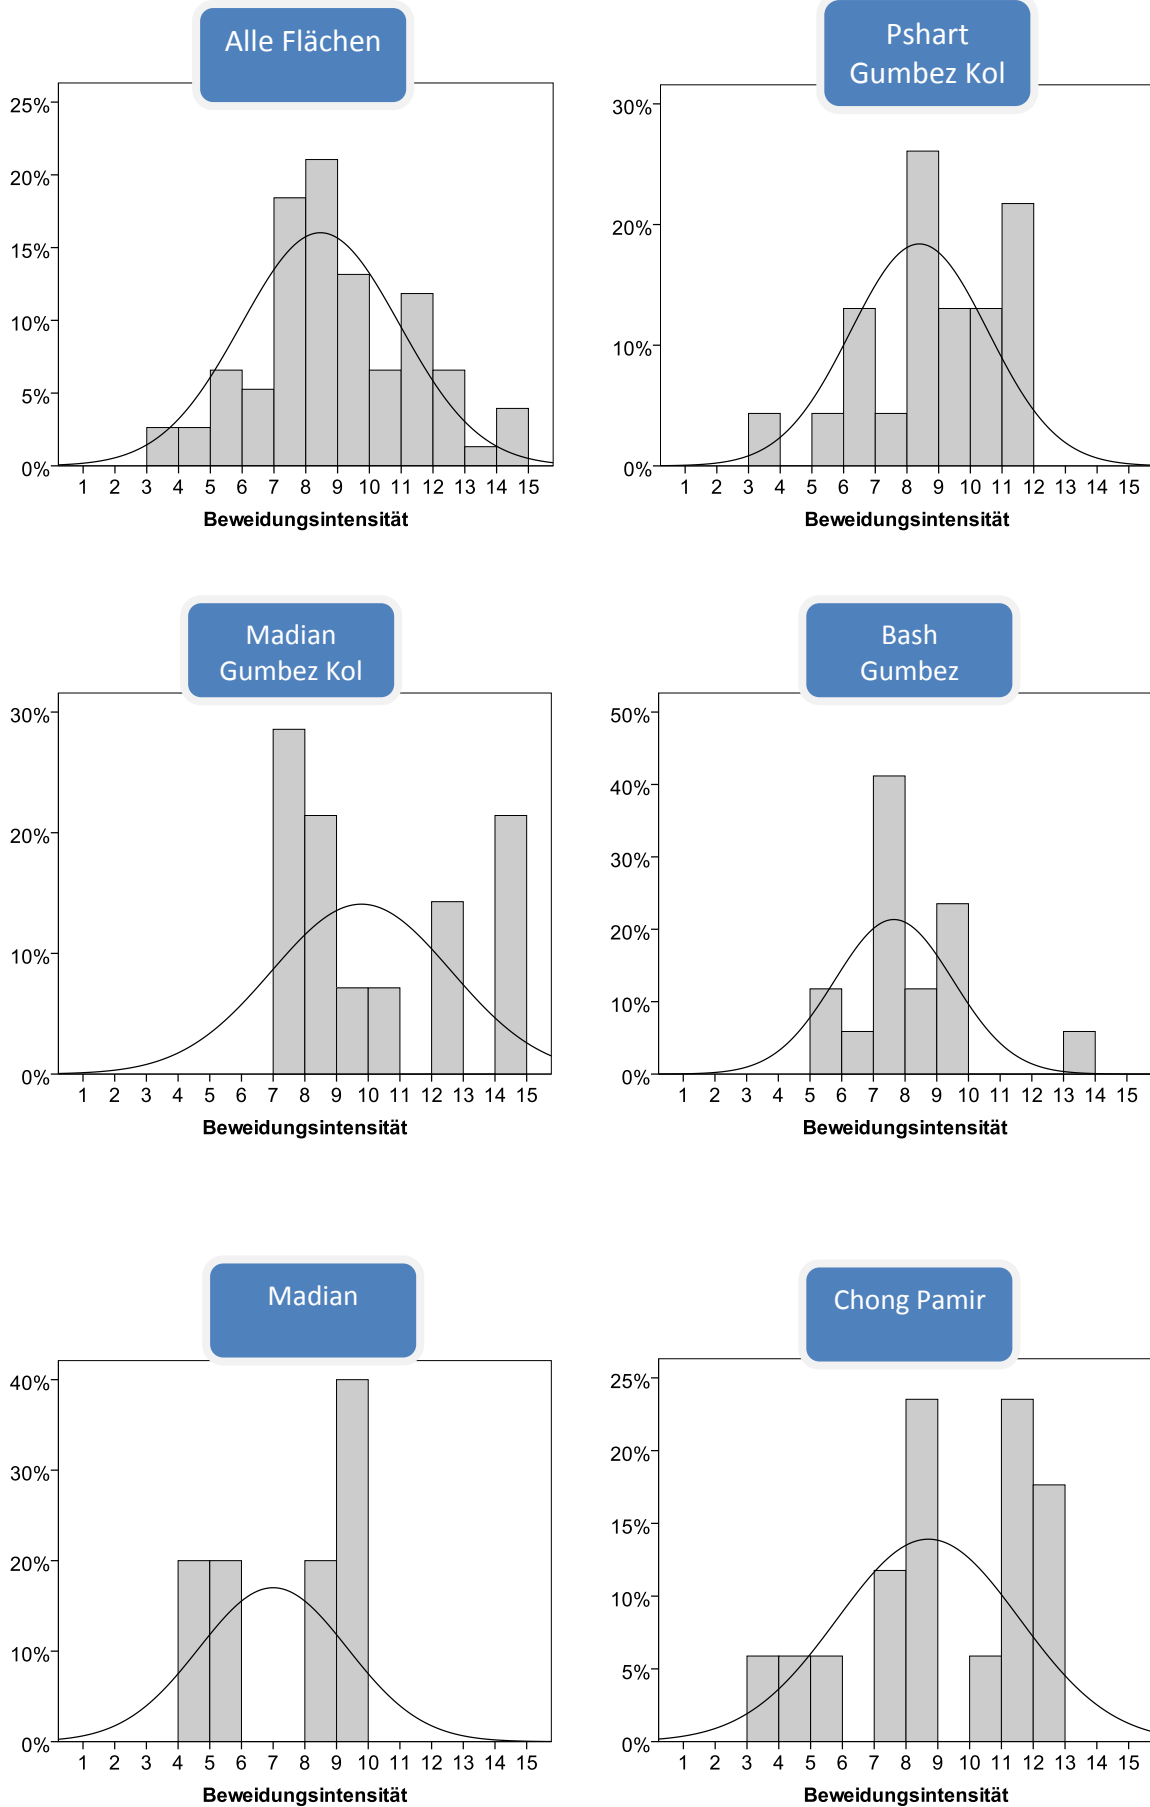 Alle Flächen
25%
20%
15%
10%
5%
0%
1 2 3 4 5 6 7 8 9 10 11 12 13 14 15
Beweidungsintensität
Pshart
Gumbez Kol
30%
20%
10%
0%
1 2 3 4 5 6 7 8 9 10 11 12 13 14 15
Beweidungsintensität
Madian
Gumbez Kol
30%
20%
10%
0%
1 2 3 4 5 6 7 8 9 10 11 12 13 14 15
Beweidungsintensität
Bash
Gumbez
50%
40%
30%
20%
10%
0%
1 2 3 4 5 6 7 8 9 10 11 12 13 14 15
Beweidungsintensität
Madian
40%
30%
20%
10%
0%
1 2 3 4 5 6 7 8 9 10 11 12 13 14 15
Beweidungsintensität
Chong Pamir
25%
20%
15%
10%
5%
0%
1 2 3 4 5 6 7 8 9 10 11 12 13 14 15
Beweidungsintensität